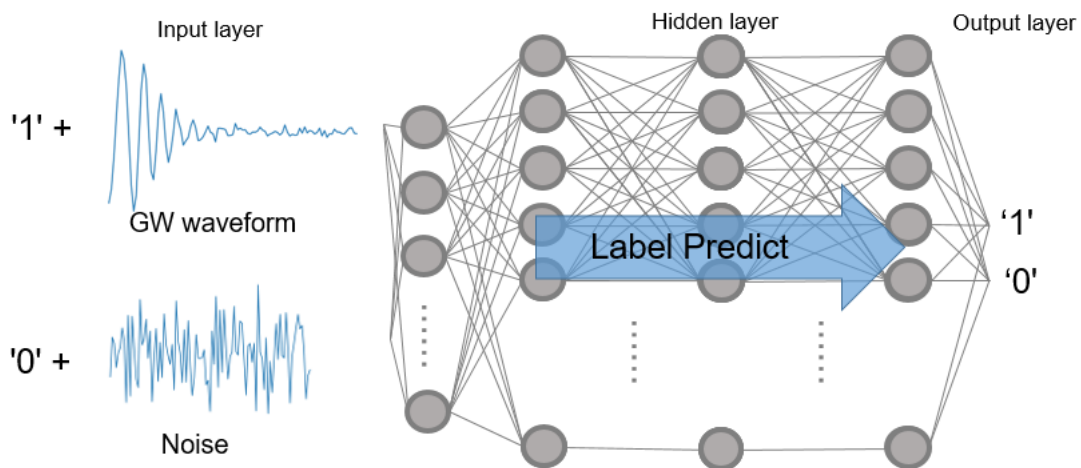 Input layer
Hidden layer
Output layer
'1' +
GW waveform
Label Predict
‘1'
‘0'
'0' +
Noise